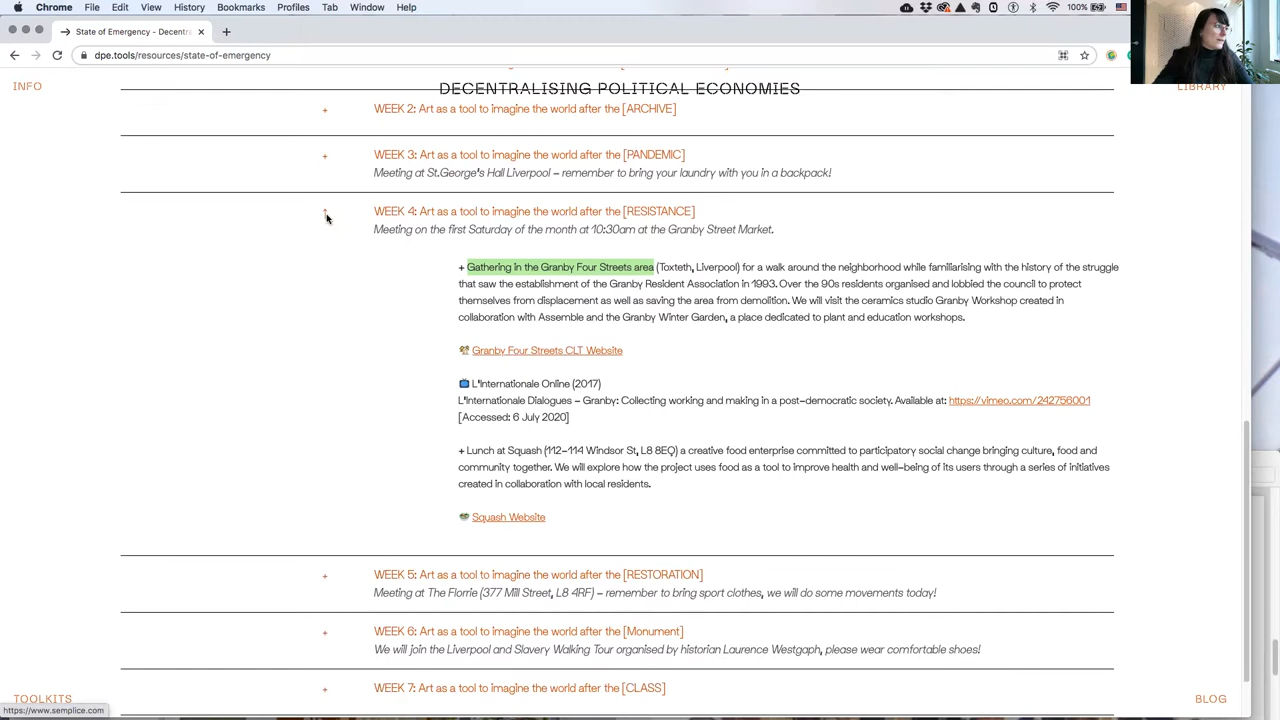 Chrome File Edit View History Bookmarks Profiles Tab Window Help 100%
State of Emergency - Decentr
dpe.tools/resources/state-of-emergency
INFO
DECENTRALISING POLITICAL ECONOMIES
LIBRARY
+ WEEK 2: Art as a tool to imagine the world after the [ARCHIVE]
+ WEEK 3: Art as a tool to imagine the world after the [PANDEMIC]
Meeting at St.George's Hall Liverpool – remember to bring your laundry with you in a backpack!
+ WEEK 4: Art as a tool to imagine the world after the [RESISTANCE]
Meeting on the first Saturday of the month at 10:30am at the Granby Street Market.
+ Gathering in the Granby Four Streets area (Toxteth, Liverpool) for a walk around the neighborhood while familiarising with the history of the struggle
that saw the establishment of the Granby Resident Association in 1993. Over the 90s residents organised and lobbied the council to protect
themselves from displacement as well as saving the area from demolition. We will visit the ceramics studio Granby Workshop created in
collaboration with Assemble and the Granby Winter Garden, a place dedicated to plant and education workshops.
Granby Four Streets CLT Website
L'Internationale Online (2017)
L'Internationale Dialogues – Granby: Collecting working and making in a post-democratic society. Available at: https://vimeo.com/242756001
[Accessed: 6 July 2020]
+ Lunch at Squash (112–114 Windsor St, L8 8EQ) a creative food enterprise committed to participatory social change bringing culture, food and
community together. We will explore how the project uses food as a tool to improve health and well-being of its users through a series of initiatives
created in collaboration with local residents.
Squash Website
+ WEEK 5: Art as a tool to imagine the world after the [RESTORATION]
Meeting at The Florrie (377 Mill Street, L8 4RF) – remember to bring sport clothes, we will do some movements today!
+ WEEK 6: Art as a tool to imagine the world after the [Monument]
We will join the Liverpool and Slavery Walking Tour organised by historian Laurence Westgaph, please wear comfortable shoes!
+ WEEK 7: Art as a tool to imagine the world after the [CLASS]
TOOLKITS
BLOG
https://www.semplice.com